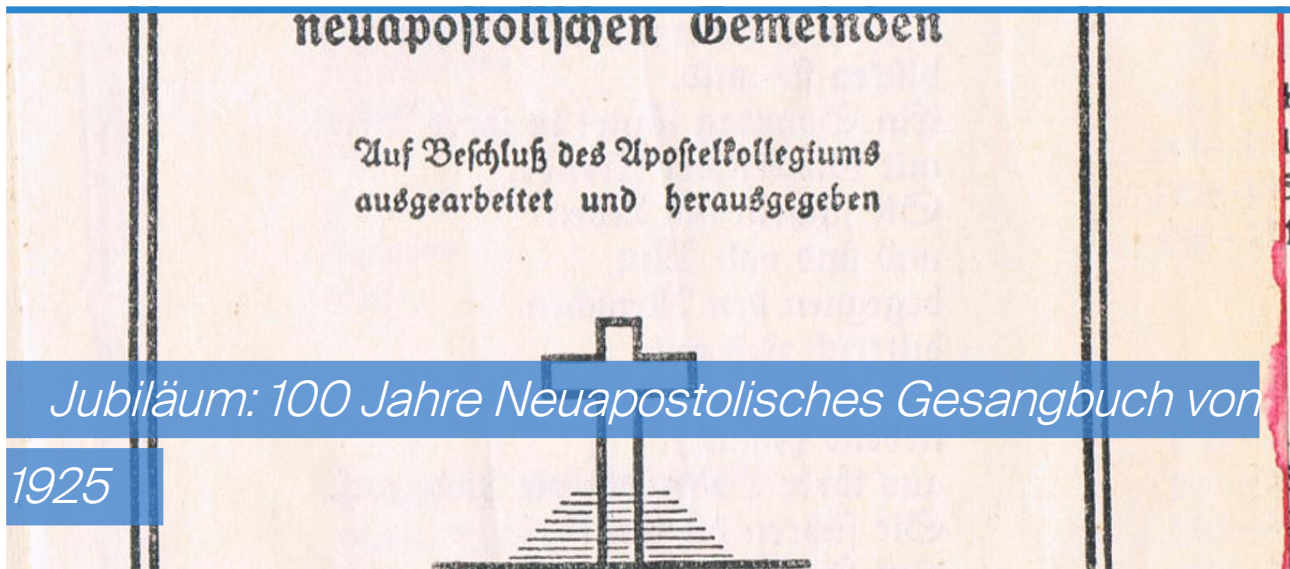 neuapostolischen Gemeinden
Auf Beschluß des Apostelkollegiums
ausgearbeitet und herausgegeben
Jubiläum: 100 Jahre Neuapostolisches Gesangbuch von
1925